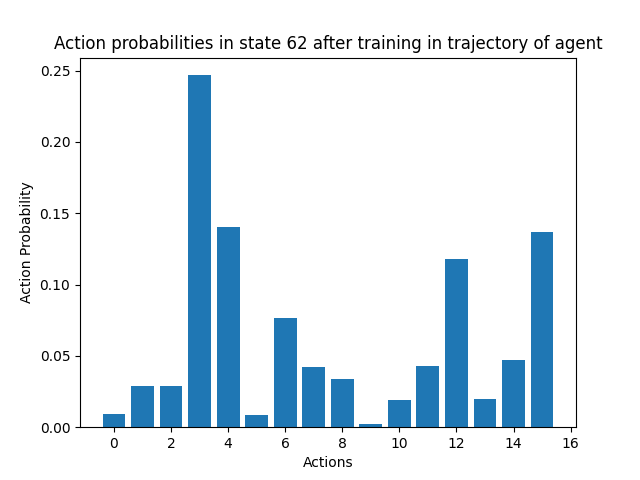 Action probabilities in state 62 after training in trajectory of agent
0.25
0.20
0.15
0.10
0.05
0.00
Action Probability
0 2 4 6 8 10 12 14 16
Actions